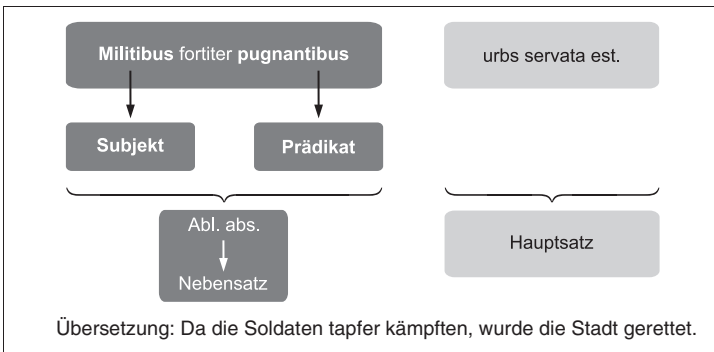 Militibus fortiter pugnantibus
urbs servata est.
Subjekt
Prädikat
Abl. abs.
Nebensatz
Hauptsatz
Übersetzung: Da die Soldaten tapfer kämpften, wurde die Stadt gerettet.